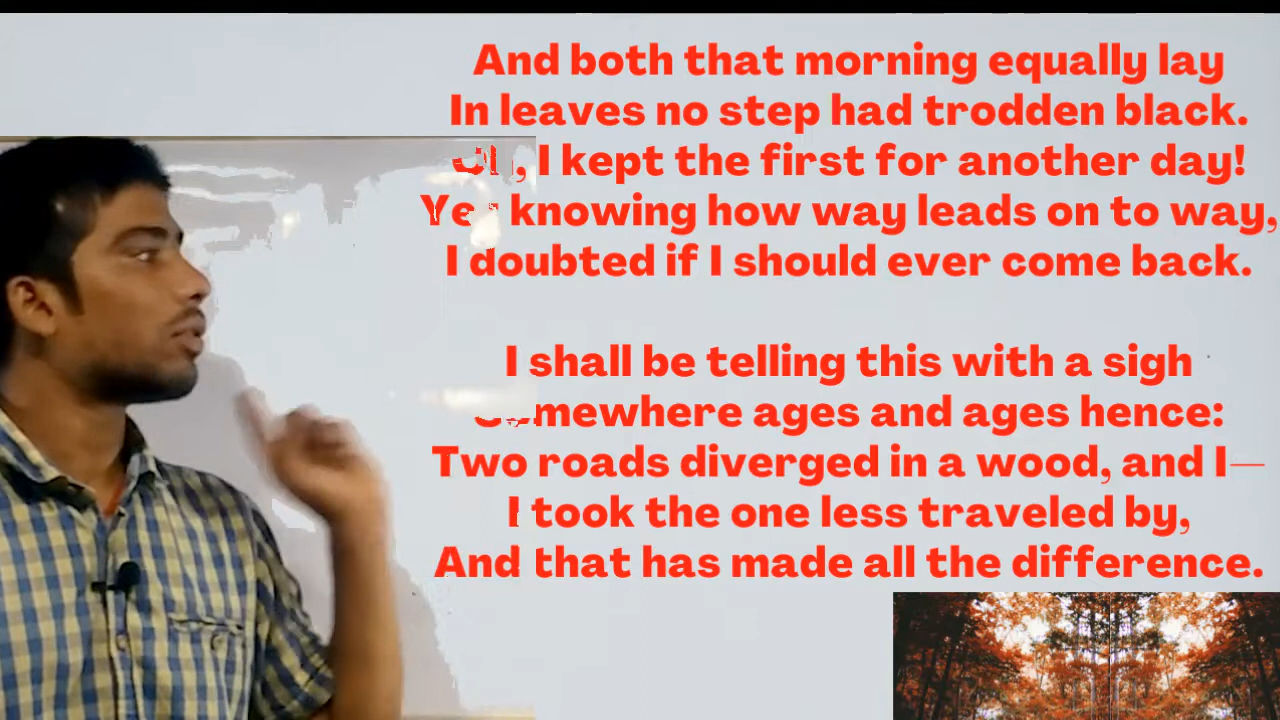 And both that morning equally lay
In leaves no step had trodden black.
Oh, I kept the first for another day!
Yet knowing how way leads on to way,
I doubted if I should ever come back.
I shall be telling this with a sigh
Somewhere ages and ages hence:
Two roads diverged in a wood, and I—
I took the one less traveled by,
And that has made all the difference.